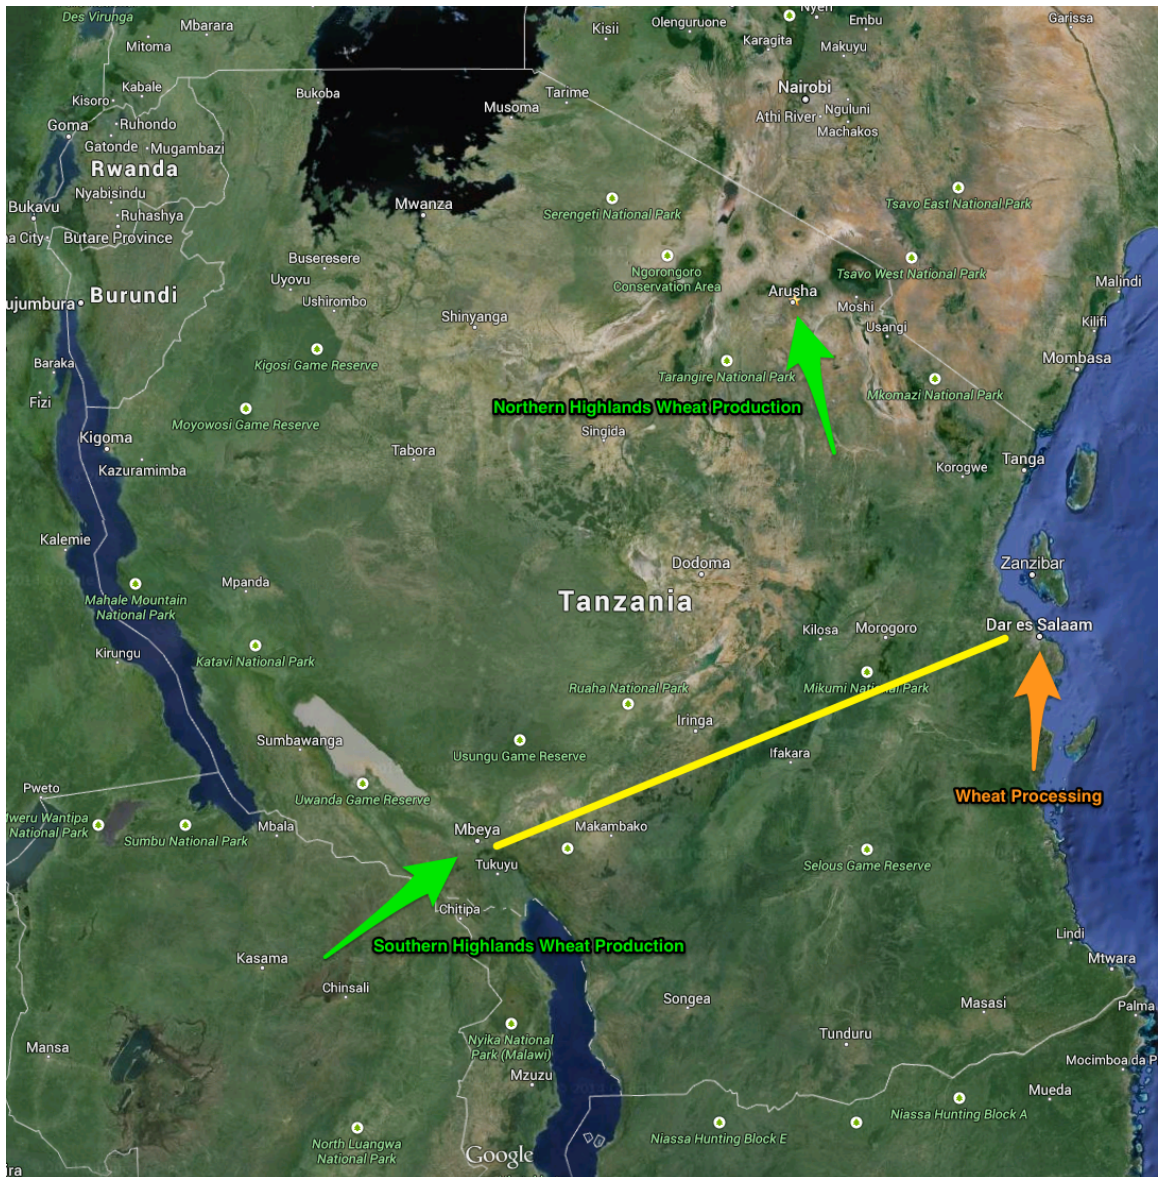 Des Virunga
Mbarara
Mitoma
Kisii
Olenguruone
Nyeri
Embu
Garissa
Karagita
Makuyu
Kabale
Kisoro
Bukoba
Musoma
Tarime
Nairobi
Nguluni
Athi River
Machakos
Goma
Ruhondo
Gatonde
Mugambazi
Rwanda
Nyabisindu
Ruhashya
Bukavu
Butare Province
Mwanza
Serengeti National Park
Tsavo East National Park
Buseresere
Uyovu
Ushirombo
Ngorongoro
Conservation Area
Tsavo West National Park
Malindi
ujumbura
Burundi
Shinyanga
Arusha
Moshi
Usangi
Kilifi
Mombasa
Baraka
Fizi
Kigosi Game Reserve
Tarangire National Park
Mkomazi National Park
Northern Highlands Wheat Production
Moyowosi Game Reserve
Singida
Kigoma
Kazuramimba
Tabora
Korogwe
Tanga
Kalemie
Mpanda
Dodoma
Zanzibar
Mahale Mountain
National Park
Tanzania
Dar es Salaam
Kilosa
Morogoro
Kirungu
Katavi National Park
Ruaha National Park
Mikumi National Park
Iringa
Sumbawanga
Usungu Game Reserve
Ifakara
Pweto
Uwanda Game Reserve
Wheat Processing
Mweru Wantipa
National Park
Sumbu National Park
Mbala
Mbeya
Makambako
Tukuyu
Selous Game Reserve
Chitipa
Southern Highlands Wheat Production
Lindi
Kasama
Chinsali
Mtwara
Songea
Masasi
Palma
Nyika National
Park (Malawi)
Tunduru
Mansa
Mzuzu
Mocimboa da P
Mueda
Niassa Hunting Block A
Niassa Hunting Block E
North Luangwa
National Park
Google